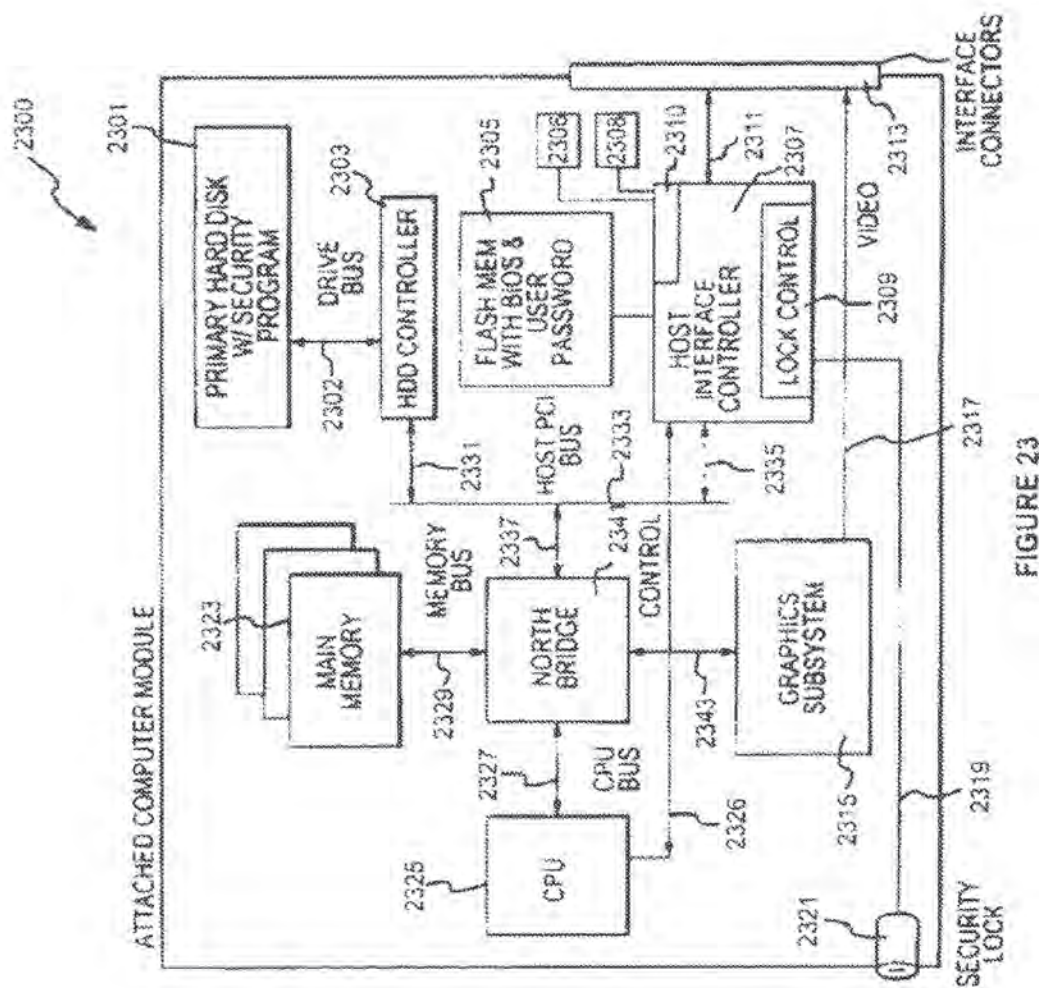 2300
ATTACHED COMPUTER MODULE
2301
PRIMARY HARD DISK
W/ SECURITY
PROGRAM
2302
DRIVE
BUS
2303
HDD CONTROLLER
2305
FLASH MEM
WITH BIOS &
USER
PASSWORD
2306
2308
2310
2311
2307
HOST
INTERFACE
CONTROLLER
LOCK CONTROL
2309
VIDEO
2313
INTERFACE
CONNECTORS
2323
MAIN
MEMORY
2329
MEMORY
BUS
2331
HOST PCI
BUS
2333
2335
2337
234
NORTH
BRIDGE
CONTROL
2327
CPU
BUS
2325
CPU
2326
2343
GRAPHICS
SUBSYSTEM
2315
2317
2319
2321
SECURITY
LOCK
FIGURE 23